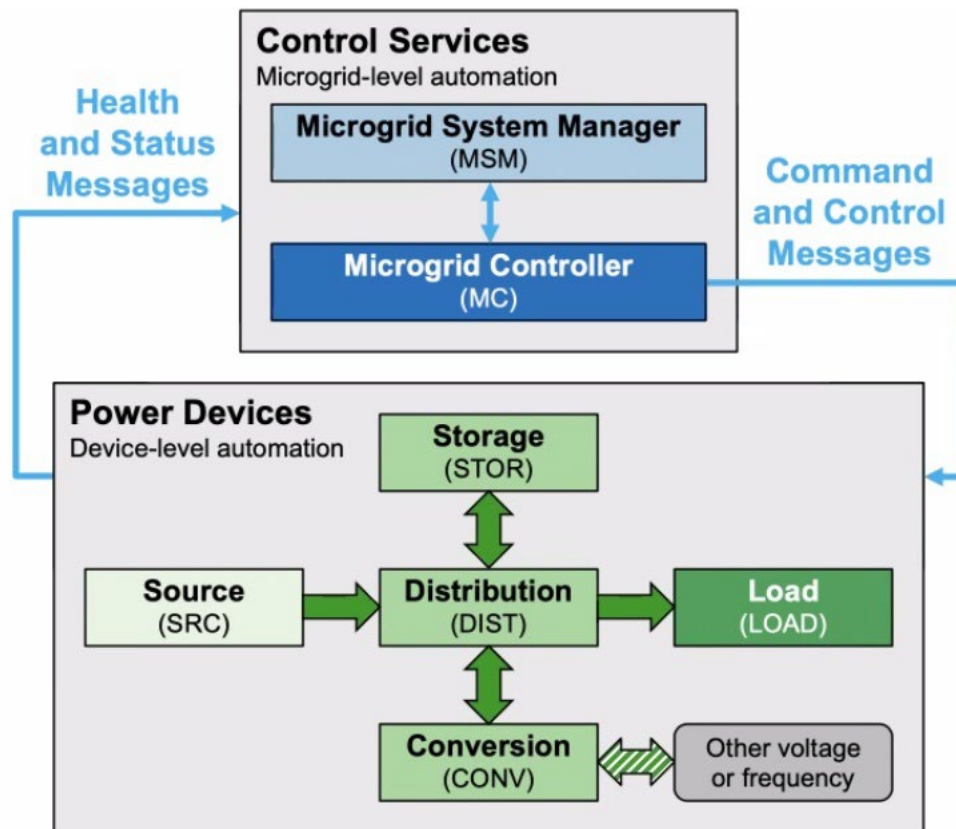 Control Services
Microgrid-level automation
Health
and Status
Messages
Microgrid System Manager
(MSM)
Command
and Control
Messages
Microgrid Controller
(MC)
Power Devices
Device-level automation
Storage
(STOR)
Source
(SRC)
Distribution
(DIST)
Load
(LOAD)
Conversion
(CONV)
Other voltage
or frequency